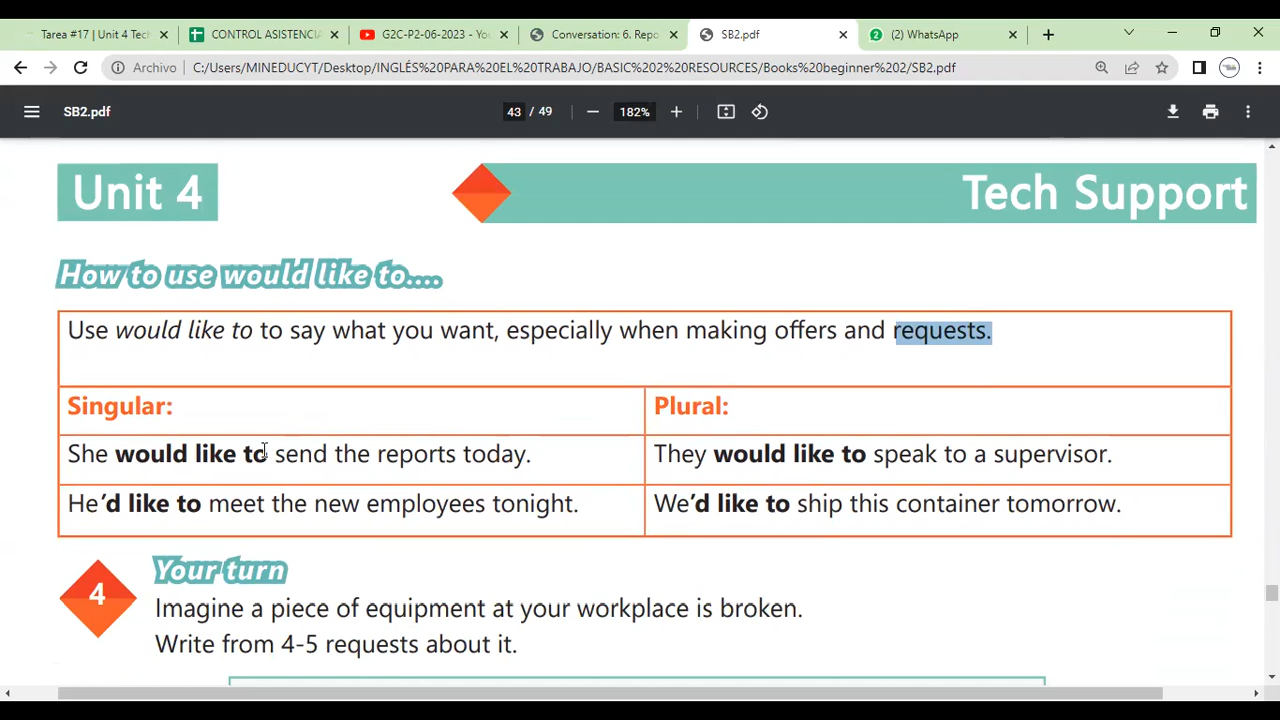 Tarea #17 | Unit 4 Tech
CONTROL ASISTENCIA
G2C-P2-06-2023 - You
Conversation: 6. Repo
SB2.pdf
(2) WhatsApp
Archivo
C:/Users/MINEDUCYT/Desktop/INGLÉS%20PARA%20EL%20TRABAJO/BASIC%202%20RESOURCES/Books%20beginner%202/SB2.pdf
SB2.pdf
43 / 49
182%
Unit 4
Tech Support
How to use would like to....
Use would like to to say what you want, especially when making offers and requests.
Singular:
Plural:
She would like to send the reports today.
They would like to speak to a supervisor.
He'd like to meet the new employees tonight.
We'd like to ship this container tomorrow.
4
Your turn
Imagine a piece of equipment at your workplace is broken.
Write from 4-5 requests about it.